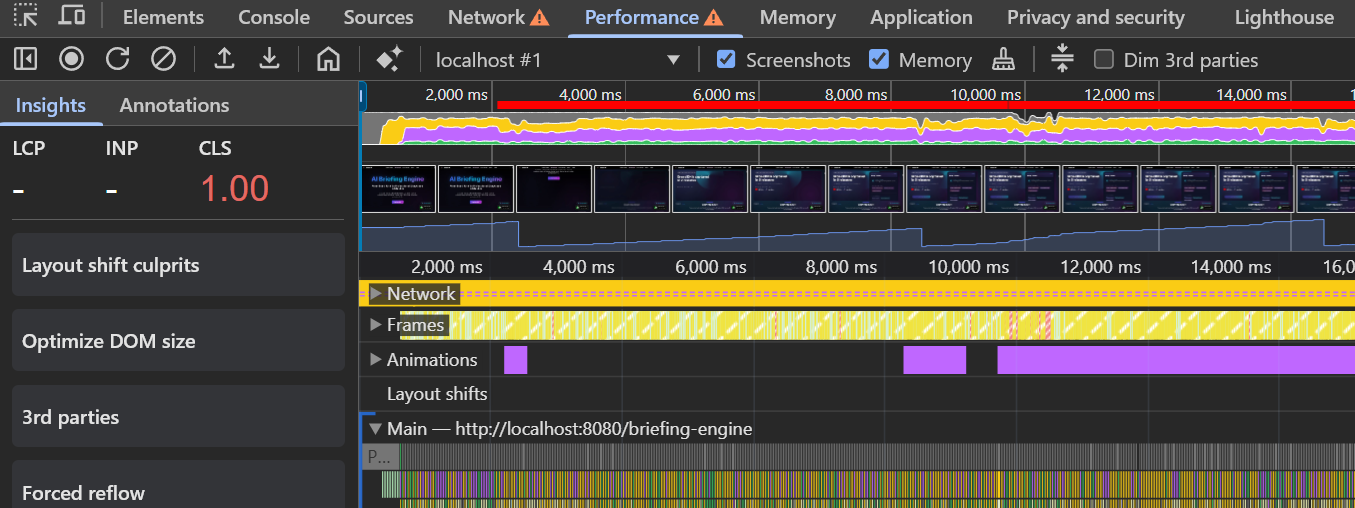 Elements Console Sources Network Performance Memory Application Privacy and security Lighthouse
localhost #1 Screenshots Memory Dim 3rd parties
Insights Annotations
LCP INP CLS
- - 1.00
Layout shift culprits
Optimize DOM size
3rd parties
Forced reflow
2,000 ms 4,000 ms 6,000 ms 8,000 ms 10,000 ms 12,000 ms 14,000 ms
AI Briefing Engine AI Briefing Engine
2,000 ms 4,000 ms 6,000 ms 8,000 ms 10,000 ms 12,000 ms 14,000 ms 16,0
Network
Frames
Animations
Layout shifts
Main — http://localhost:8080/briefing-engine
P...